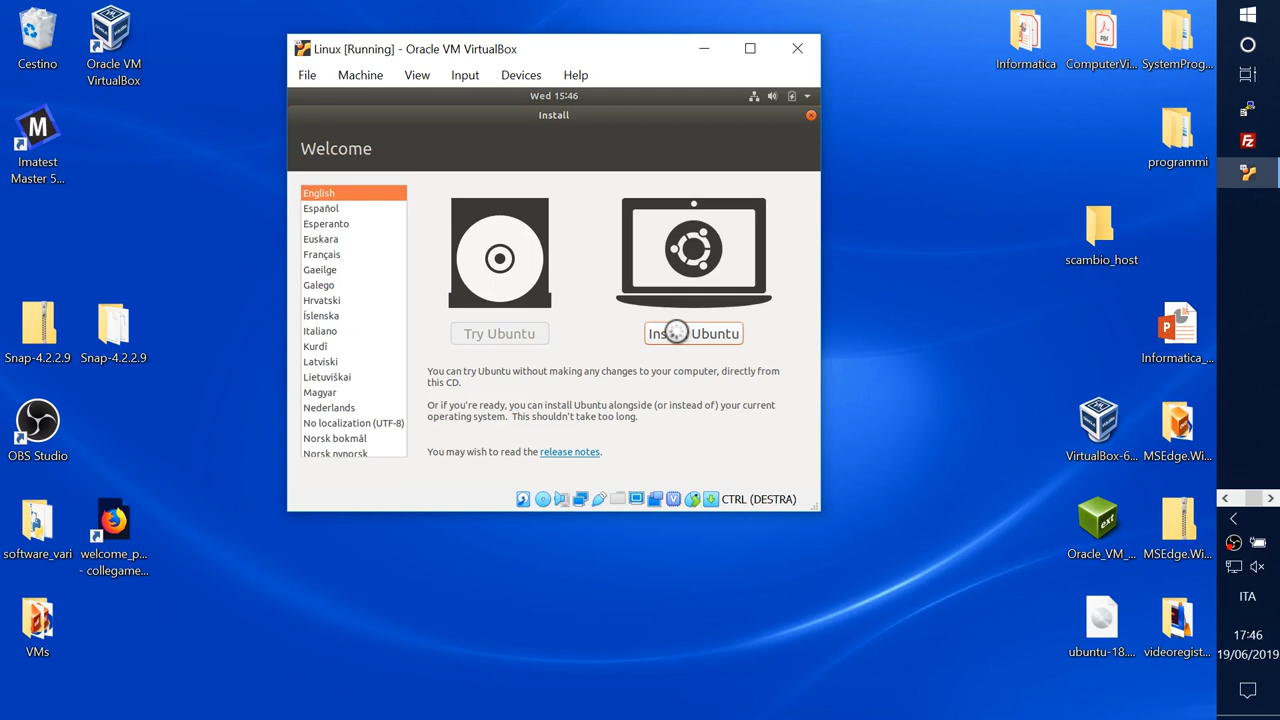 Cestino
Oracle VM
VirtualBox
M
Imatest
Master 5...
Snap-4.2.2.9
Snap-4.2.2.9
OBS Studio
software_vari
welcome_p...
- collegame...
VMs
Linux [Running] - Oracle VM VirtualBox
File Machine View Input Devices Help
Wed 15:46
Install
Welcome
English
Español
Esperanto
Euskara
Français
Gaeilge
Galego
Hrvatski
Íslenska
Italiano
Kurdî
Latviski
Lietuviškai
Magyar
Nederlands
No localization (UTF-8)
Norsk bokmål
Norsk nynorsk
Try Ubuntu
Install Ubuntu
You can try Ubuntu without making any changes to your computer, directly from
this CD.
Or if you're ready, you can install Ubuntu alongside (or instead of) your current
operating system. This shouldn't take too long.
You may wish to read the release notes.
CTRL (DESTRA)
Informatica
ComputerVi...
SystemProg...
programmi
scambio_host
P
Informatica_...
VirtualBox-6...
MSEdge.Wi...
ext
Oracle_VM_...
MSEdge.Wi...
ubuntu-18....
videoregist...
Fz
ITA
17:46
19/06/2019